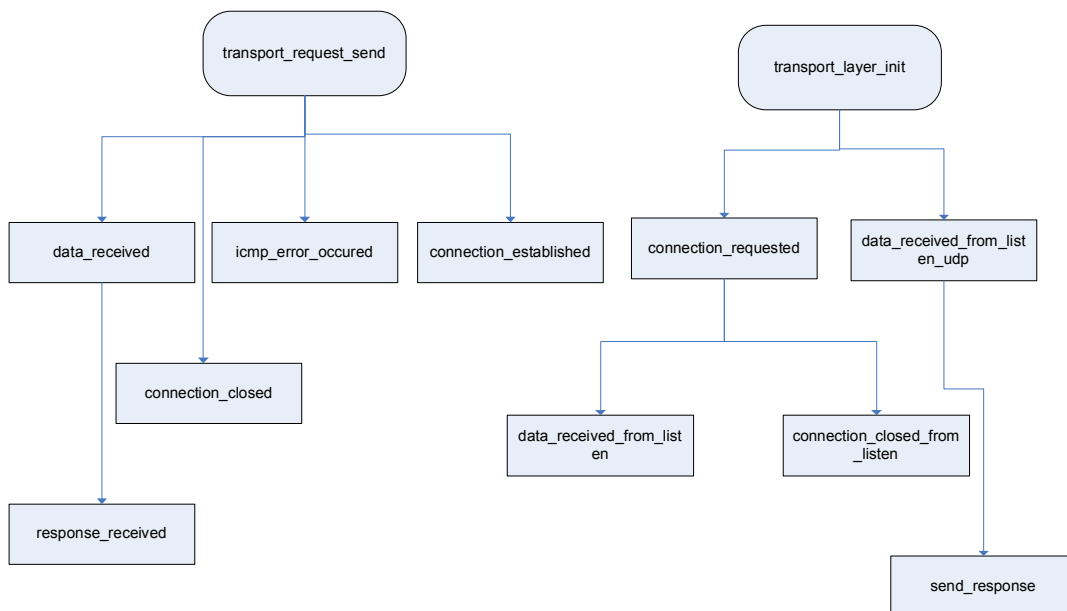 transport_request_send
transport_layer_init
data_received
icmp_error_occured
connection_established
connection_requested
data_received_from_list
en_udp
connection_closed
data_received_from_list
en
connection_closed_from
_listen
response_received
send_response